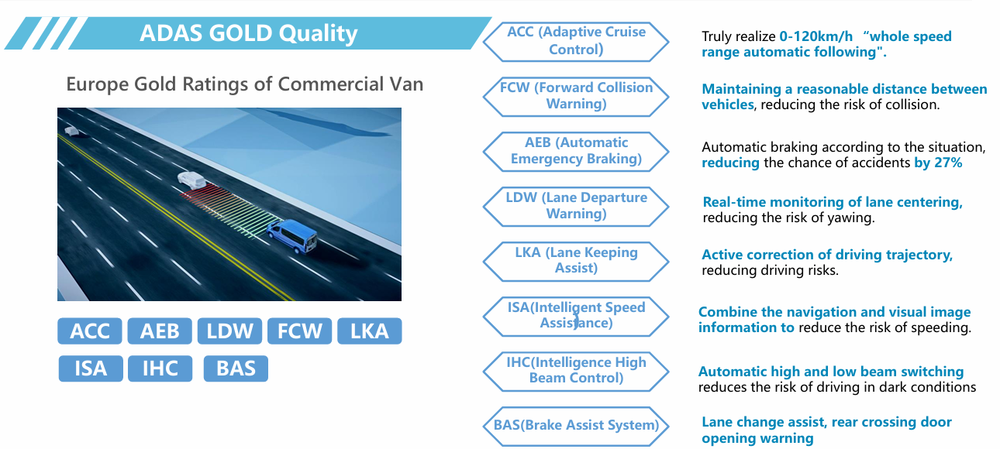 ADAS GOLD Quality
Europe Gold Ratings of Commercial Van
ACC AEB LDW FCW LKA
ISA IHC BAS
ACC (Adaptive Cruise
Control)
Truly realize 0-120km/h “whole speed
range automatic following".
FCW (Forward Collision
Warning)
Maintaining a reasonable distance between
vehicles, reducing the risk of collision.
AEB (Automatic
Emergency Braking)
Automatic braking according to the situation,
reducing the chance of accidents by 27%
LDW (Lane Departure
Warning)
Real-time monitoring of lane centering,
reducing the risk of yawing.
LKA (Lane Keeping
Assist)
Active correction of driving trajectory,
reducing driving risks.
ISA(Intelligent Speed
Assistance)
)
Combine the navigation and visual image
information to reduce the risk of speeding.
IHC(Intelligence High
Beam Control)
Automatic high and low beam switching
reduces the risk of driving in dark conditions
BAS(Brake Assist System)
Lane change assist, rear crossing door
opening warning